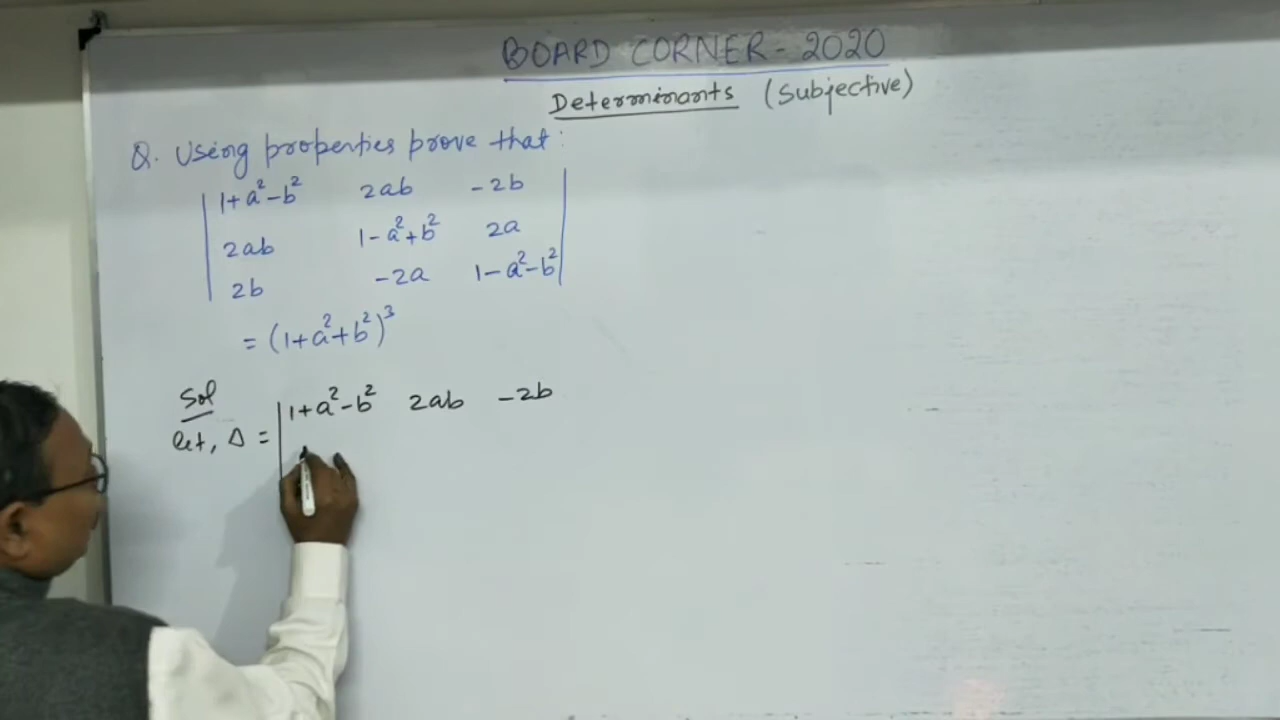 BOARD CORNER - 2020
Determinants (Subjective)
Q. Using properties prove that:
1+a²-b² 2ab -2b
2ab 1-a²+b² 2a
2b -2a 1-a²-b²
= (1+a²+b²)³
Sol
let, Δ = | 1+a²-b² 2ab -2b